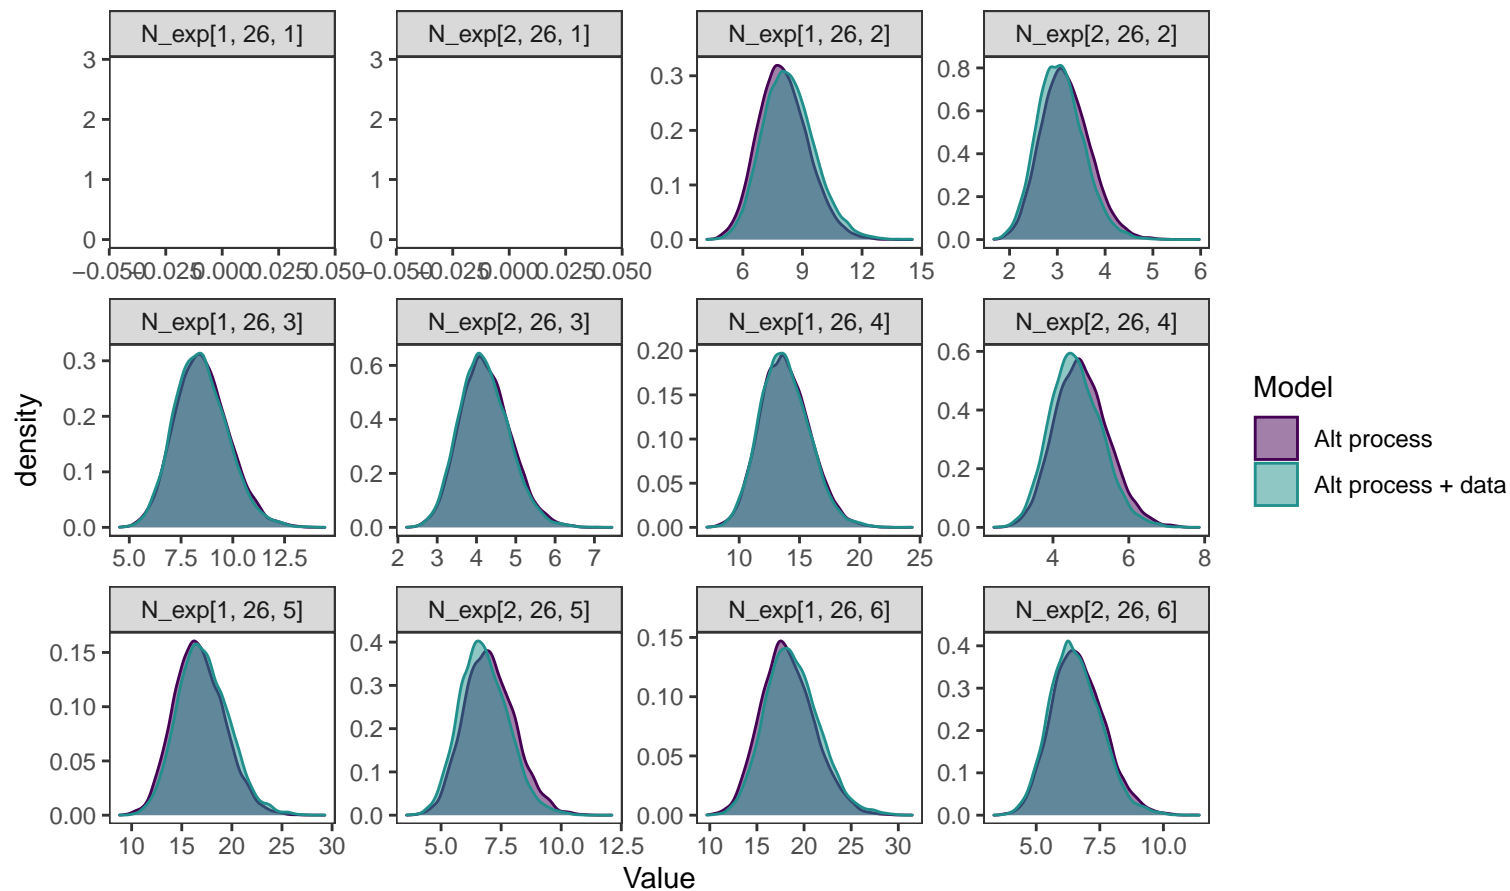 N_exp[1, 26, 1] N_exp[2, 26, 1] N_exp[1, 26, 2] N_exp[2, 26, 2]
3 3 0.3 0.8
2 2 0.2 0.6
1 1 0.1 0.4
0 0 0.0 0.2
0.0
−0.050 −0.025 0.000 0.025 0.050 −0.050 −0.025 0.000 0.025 0.050 6 9 12 15 2 3 4 5 6
N_exp[1, 26, 3] N_exp[2, 26, 3] N_exp[1, 26, 4] N_exp[2, 26, 4]
0.3 0.6 0.20 0.6
0.2 0.4 0.15 0.4
0.1 0.2 0.10 0.2
0.0 0.0 0.05 0.0
0.00
5.0 7.5 10.0 12.5 2 3 4 5 6 7 10 15 20 25 4 6 8
N_exp[1, 26, 5] N_exp[2, 26, 5] N_exp[1, 26, 6] N_exp[2, 26, 6]
0.15 0.4 0.15 0.4
0.10 0.3 0.10 0.3
0.05 0.2 0.05 0.2
0.00 0.1 0.00 0.1
0.0 0.0
10 15 20 25 30 5.0 7.5 10.0 12.5 10 15 20 25 30 5.0 7.5 10.0
density
Value
Model
Alt process
Alt process + data